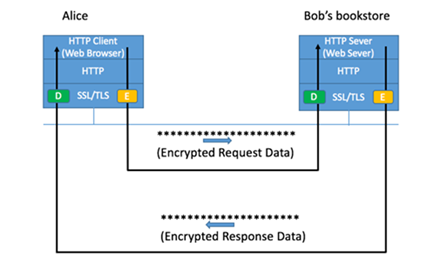 Alice
Bob's bookstore
HTTP Client
(Web Browser)
HTTP
D SSL/TLS E
HTTP Sever
(Web Sever)
HTTP
D SSL/TLS E
********************
(Encrypted Request Data)
********************
(Encrypted Response Data)